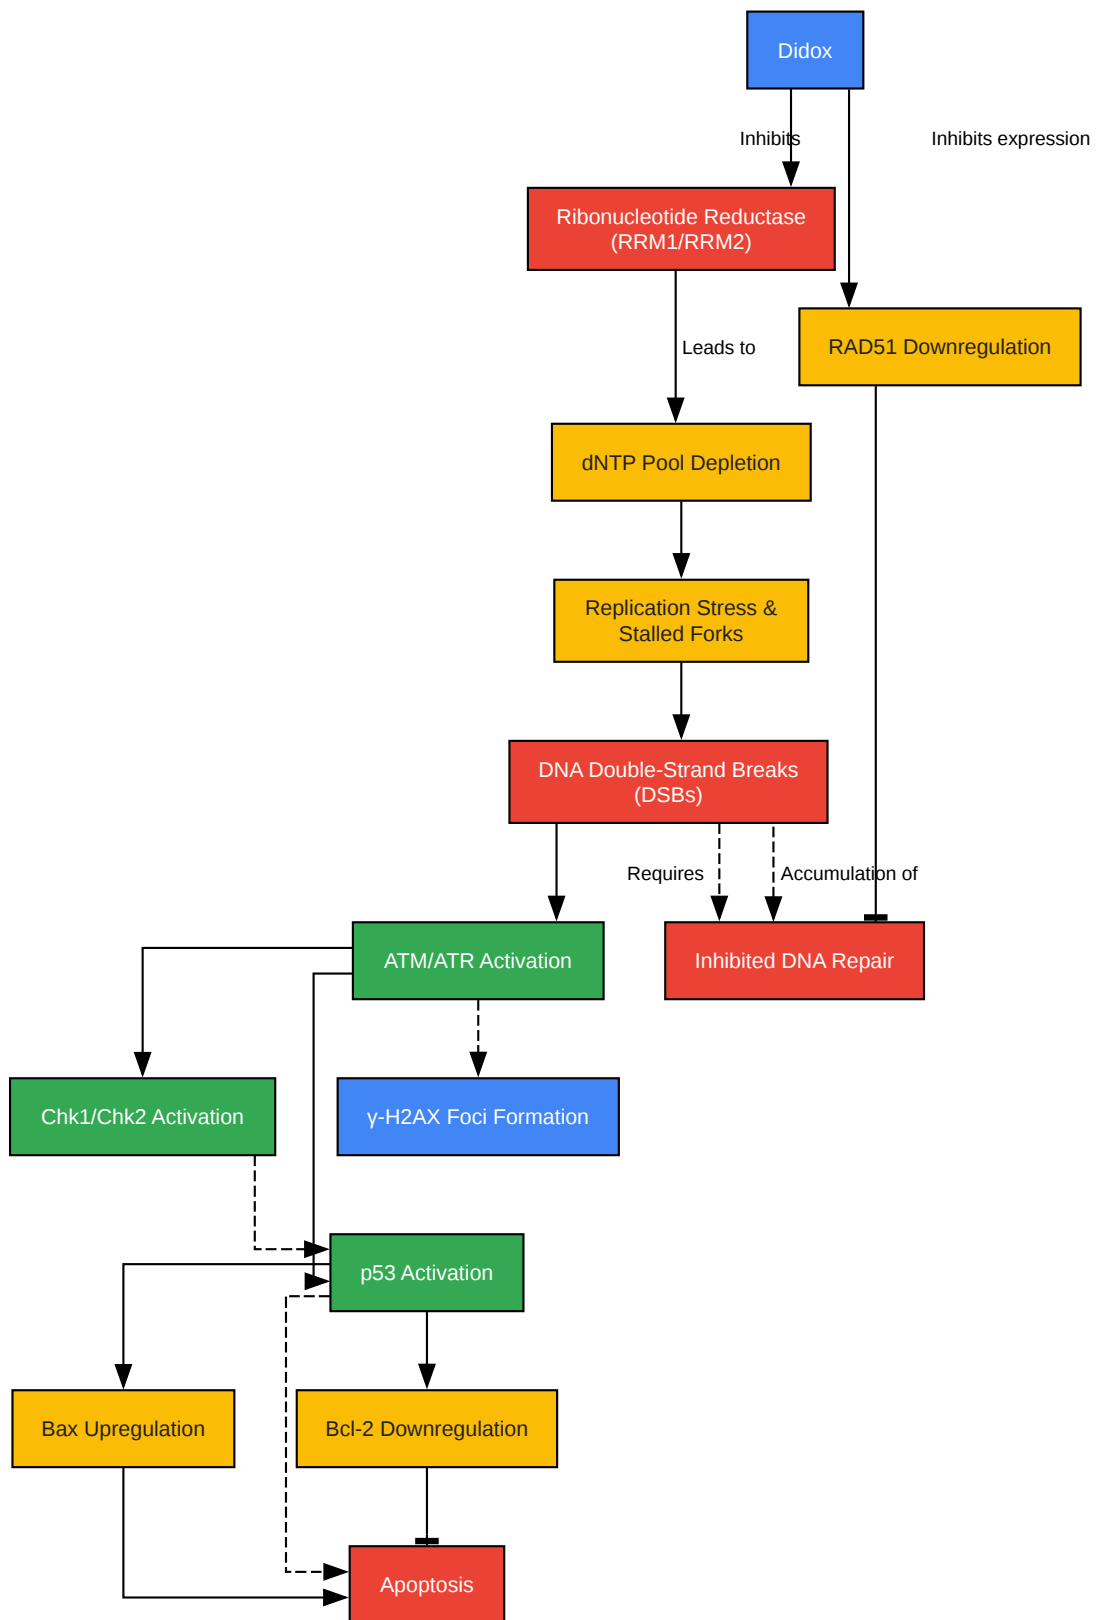 Didox
Inhibits
Inhibits expression
Ribonucleotide Reductase
(RRM1/RRM2)
RAD51 Downregulation
Leads to
dNTP Pool Depletion
Replication Stress &
Stalled Forks
DNA Double-Strand Breaks
(DSBs)
Requires
Accumulation of
ATM/ATR Activation
Inhibited DNA Repair
Chk1/Chk2 Activation
γ-H2AX Foci Formation
p53 Activation
Bax Upregulation
Bcl-2 Downregulation
Apoptosis